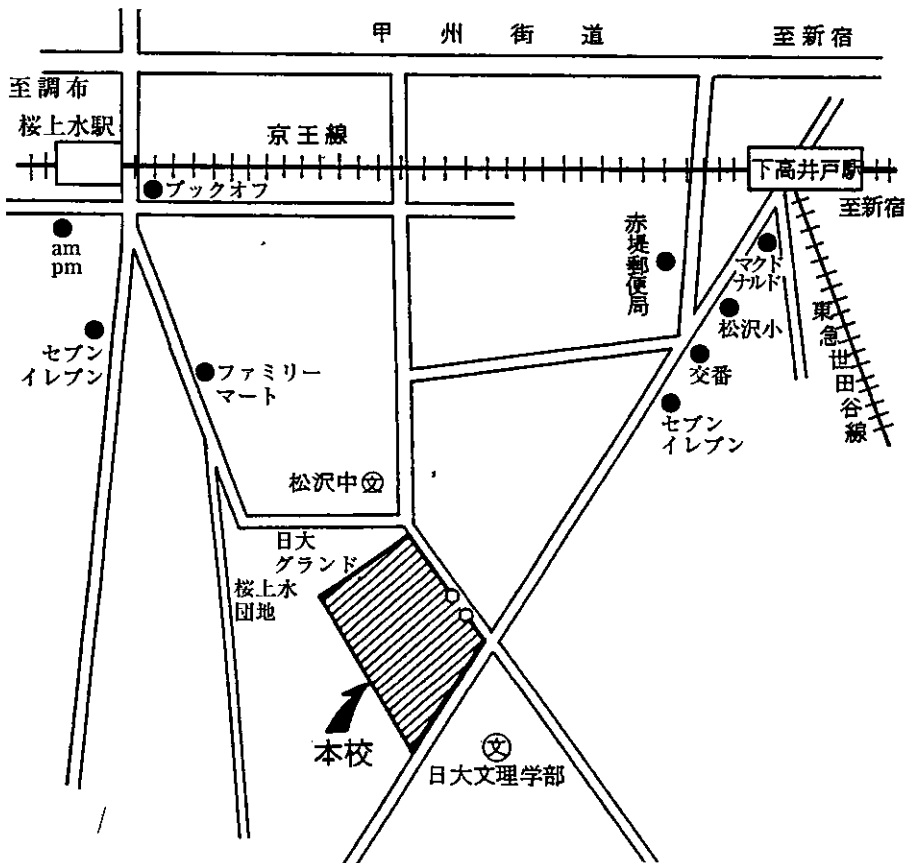 甲州街道
至新宿
至調布
桜上水駅
京王線
下高井戸駅
至新宿
ブックオフ
am
pm
赤堤郵便局
マクド
ナルド
松沢小
東急世田谷線
セブン
イレブン
ファミリー
マート
交番
セブン
イレブン
松沢中文
日大
グランド
桜上水
団地
本校
文
日大文理学部